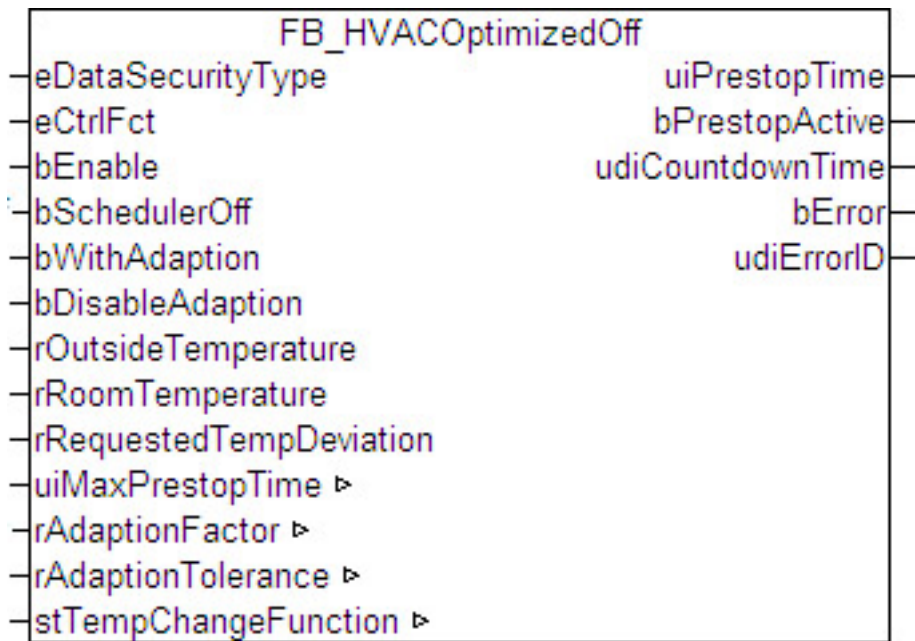 FB_HVACOptimizedOff
eDataSecurityType uiPrestopTime
eCtrlFct bPrestopActive
bEnable udiCountdownTime
bSchedulerOff bError
bWithAdaption udiErrorID
bDisableAdaption
rOutsideTemperature
rRoomTemperature
rRequestedTempDeviation
uiMaxPrestopTime
rAdaptionFactor
rAdaptionTolerance
stTempChangeFunction